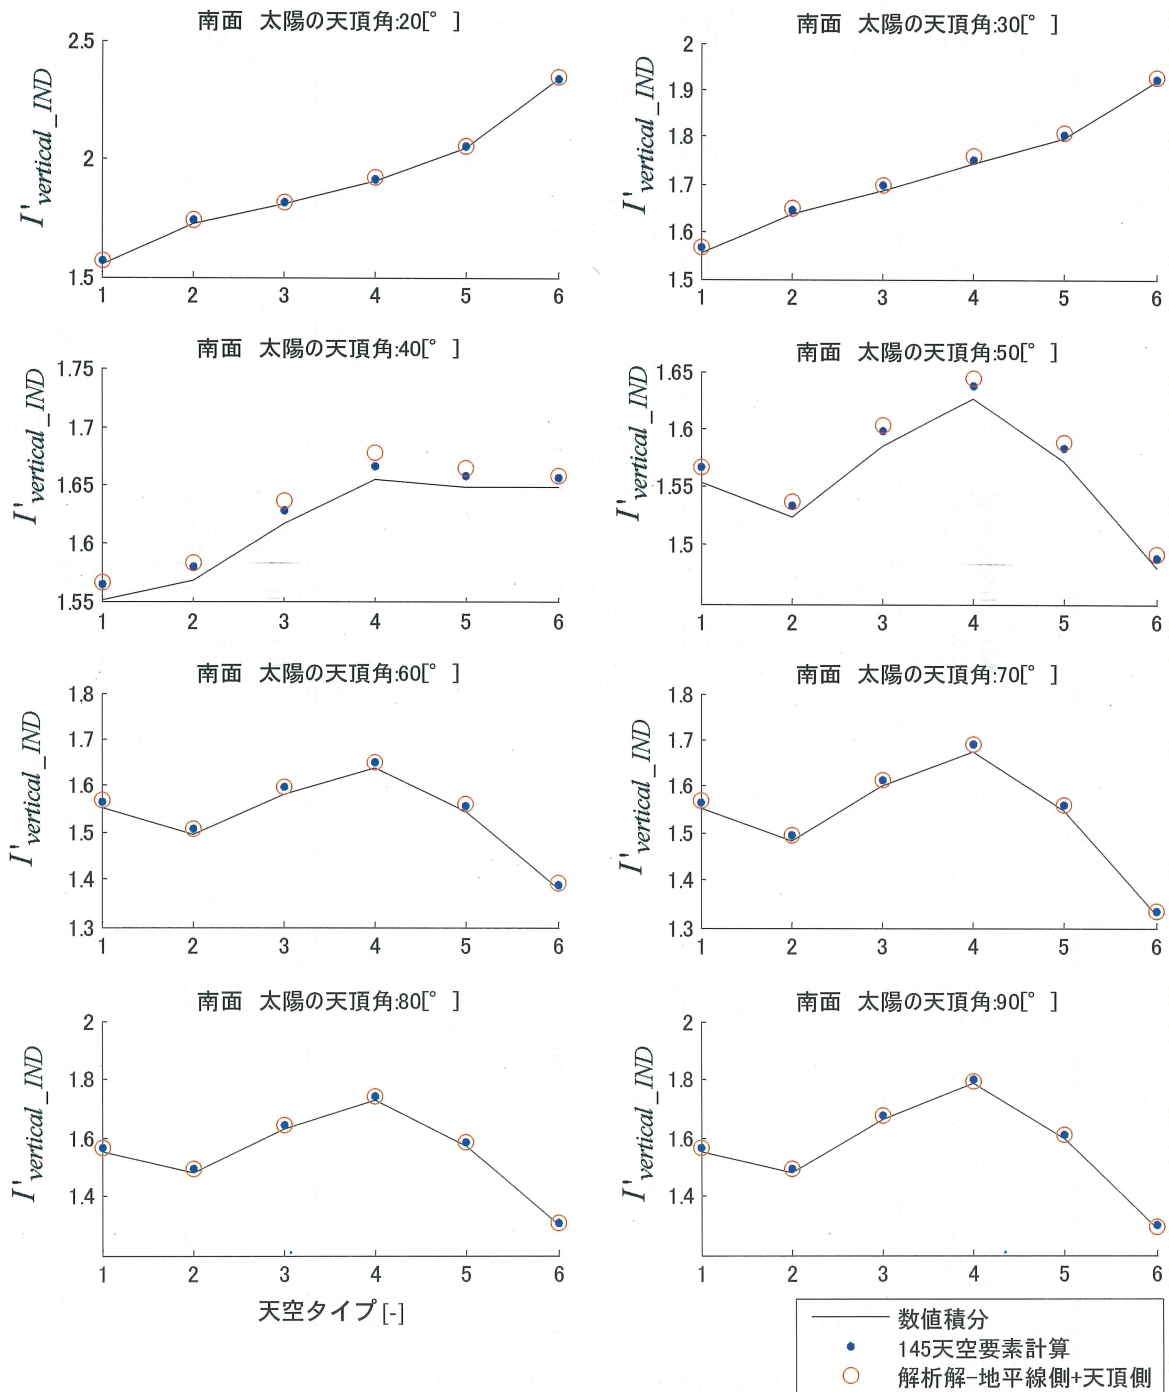 南面 太陽の天頂角:20[° ]
I'vertical_IND
2.5
2
1.5
1 2 3 4 5 6
南面 太陽の天頂角:30[° ]
I'vertical_IND
2
1.9
1.8
1.7
1.6
1.5
1 2 3 4 5 6
南面 太陽の天頂角:40[° ]
I'vertical_IND
1.75
1.7
1.65
1.6
1.55
1 2 3 4 5 6
南面 太陽の天頂角:50[° ]
I'vertical_IND
1.65
1.6
1.55
1.5
1 2 3 4 5 6
南面 太陽の天頂角:60[° ]
I'vertical_IND
1.8
1.7
1.6
1.5
1.4
1.3
1 2 3 4 5 6
南面 太陽の天頂角:70[° ]
I'vertical_IND
1.8
1.7
1.6
1.5
1.4
1.3
1 2 3 4 5 6
南面 太陽の天頂角:80[° ]
I'vertical_IND
2
1.8
1.6
1.4
1 2 3 4 5 6
天空タイプ[-]
南面 太陽の天頂角:90[° ]
I'vertical_IND
2
1.8
1.6
1.4
1 2 3 4 5 6
数値積分
145天空要素計算
解析解-地平線側+天頂側